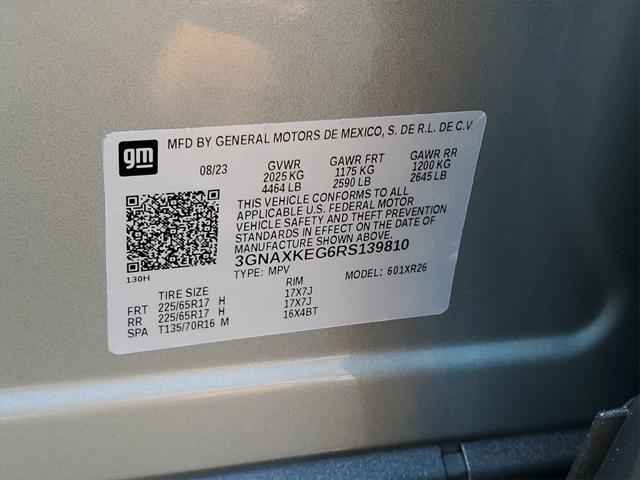 gm
MFD BY GENERAL MOTORS DE MEXICO, S. DE R.L. DE C.V.
08/23 GVWR GAWR FRT GAWR RR
2025 KG 1175 KG 1200 KG
4464 LB 2590 LB 2645 LB
THIS VEHICLE CONFORMS TO ALL
APPLICABLE U.S. FEDERAL MOTOR
VEHICLE SAFETY AND THEFT PREVENTION
STANDARDS IN EFFECT ON THE DATE OF
MANUFACTURE SHOWN ABOVE.
3GNAXKEG6RS139810
130H
TYPE: MPV MODEL: 601XR26
TIRE SIZE RIM
FRT 225/65R17 H 17X7J
RR 225/65R17 H 17X7J
SPA T135/70R16 M 16X4BT